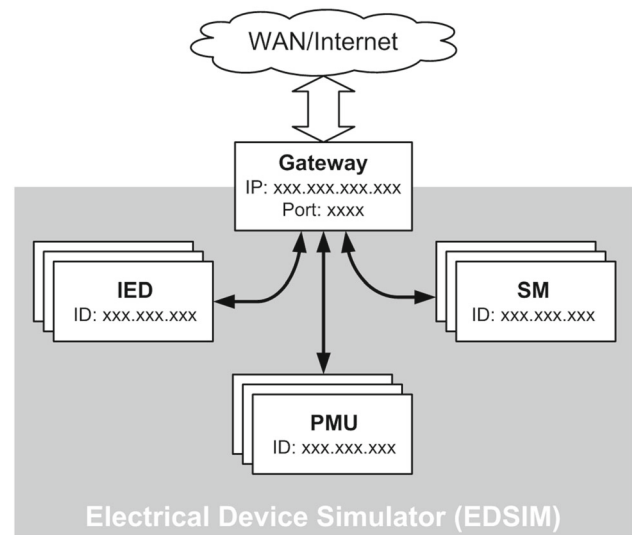 WAN/Internet
Gateway
IP: xxx.xxx.xxx.xxx
Port: xxxx
IED
ID: xxx.xxx.xxx
SM
ID: xxx.xxx.xxx
PMU
ID: xxx.xxx.xxx
Electrical Device Simulator (EDSIM)